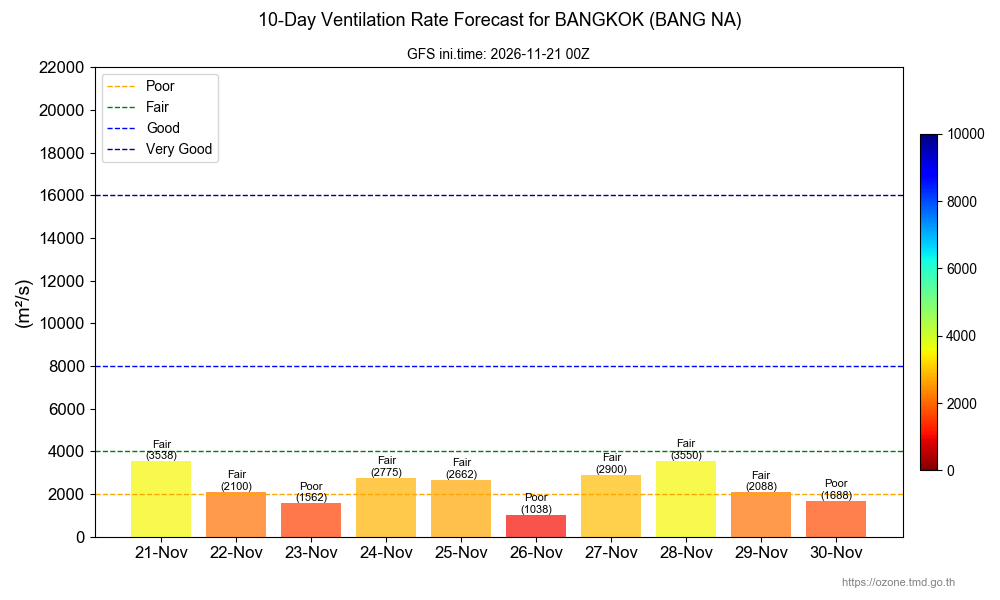 10-Day Ventilation Rate Forecast for BANGKOK (BANG NA)
GFS ini.time: 2026-11-21 00Z
22000
20000
18000
16000
14000
12000
10000
8000
6000
4000
2000
0
(m²/s)
Poor
Fair
Good
Very Good
Fair
(3538)
Fair
(2100)
Poor
(1562)
Fair
(2775)
Fair
(2662)
Poor
(1038)
Fair
(2900)
Fair
(3550)
Fair
(2088)
Poor
(1688)
21-Nov
22-Nov
23-Nov
24-Nov
25-Nov
26-Nov
27-Nov
28-Nov
29-Nov
30-Nov
10000
8000
6000
4000
2000
0
https://ozone.tmd.go.th